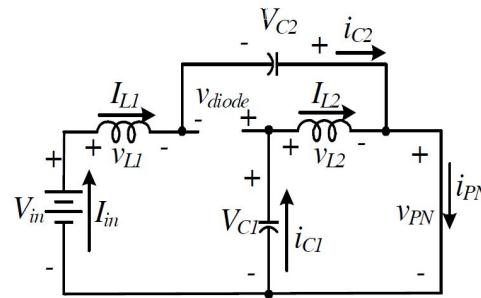 - V_C2 + i_C2
I_L1 v_diode I_L2
+ + v_L1 - - + + v_L2 - +
V_in I_in + V_C1 i_C1 v_PN i_PN
- - -